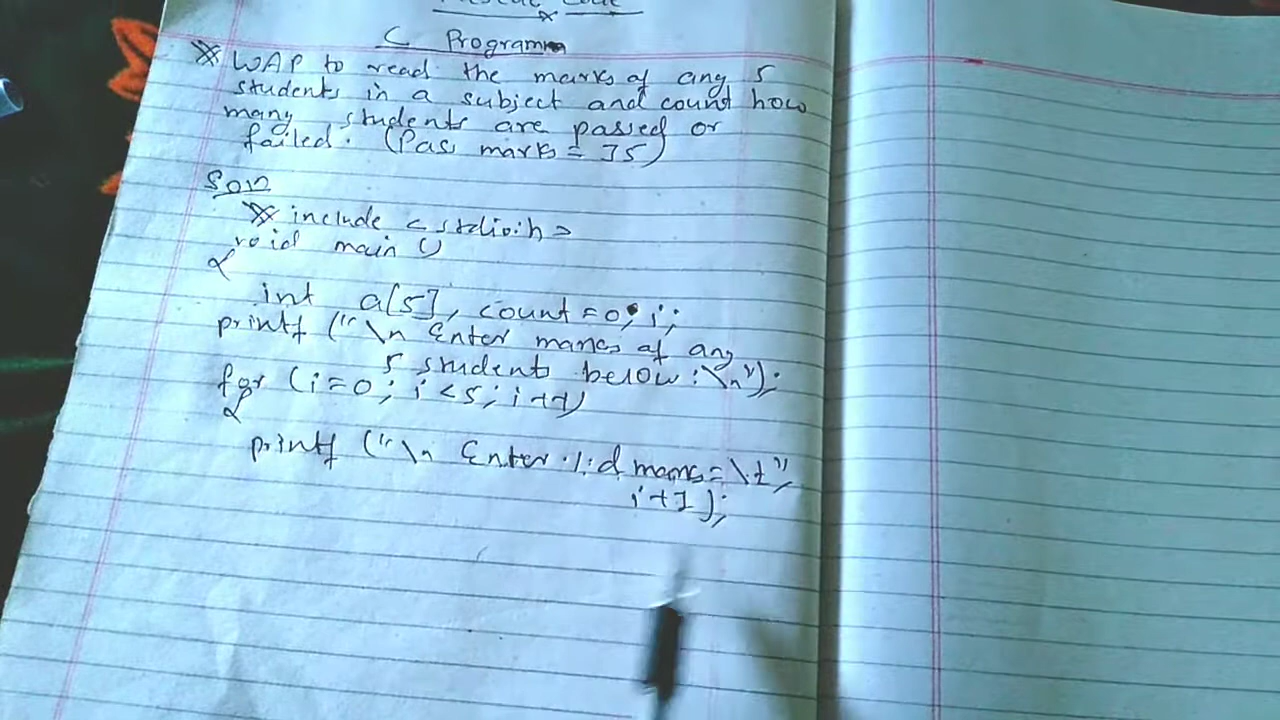 C Program
* WAP to read the marks of any 5
students in a subject and count how
many students are passed or
failed. (Pass marks = 35)
Soln
# include <stdio.h>
void main ()
{
int a[5], count=0, i;
printf ("\n Enter marks of any
5 students below:\n");
for (i=0; i<5; i++)
{
printf ("\n Enter %d marks=\t",
i+1);